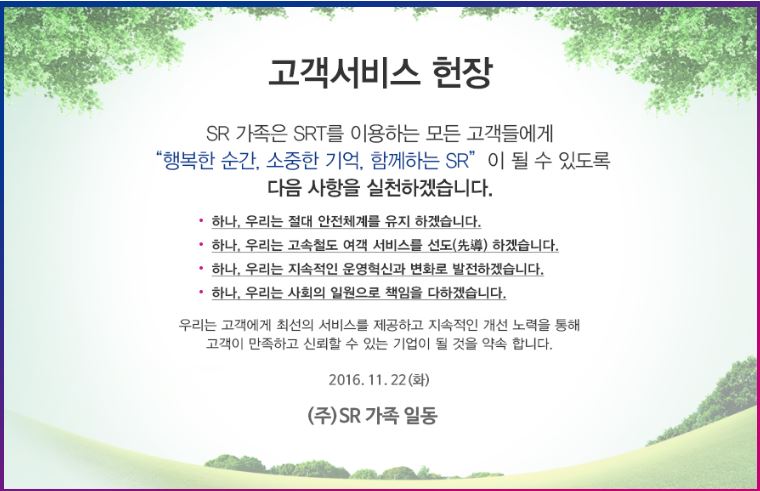 고객서비스 헌장
SR 가족은 SRT를 이용하는 모든 고객들에게
“행복한 순간, 소중한 기억, 함께하는 SR” 이 될 수 있도록
다음 사항을 실천하겠습니다.
• 하나, 우리는 절대 안전체계를 유지 하겠습니다.
• 하나, 우리는 고속철도 여객 서비스를 선도(先導) 하겠습니다.
• 하나, 우리는 지속적인 운영혁신과 변화로 발전하겠습니다.
• 하나, 우리는 사회의 일원으로 책임을 다하겠습니다.
우리는 고객에게 최선의 서비스를 제공하고 지속적인 개선 노력을 통해
고객이 만족하고 신뢰할 수 있는 기업이 될 것을 약속 합니다.
2016. 11. 22(화)
(주)SR 가족 일동